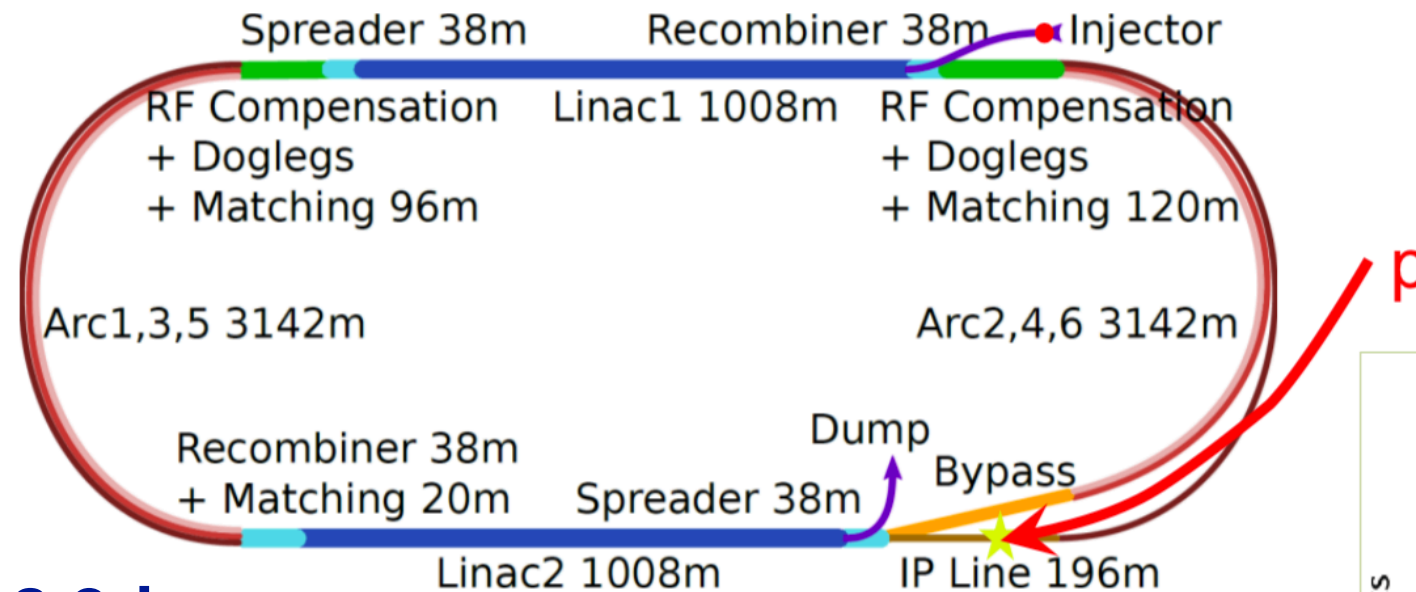 Spreader 38m
Recombiner 38m
Injector
RF Compensation
+ Doglegs
+ Matching 96m
Linac1 1008m
RF Compensation
+ Doglegs
+ Matching 120m
p
Arc1,3,5 3142m
Arc2,4,6 3142m
Recombiner 38m
+ Matching 20m
Dump
Bypass
Spreader 38m
Linac2 1008m
IP Line 196m
s